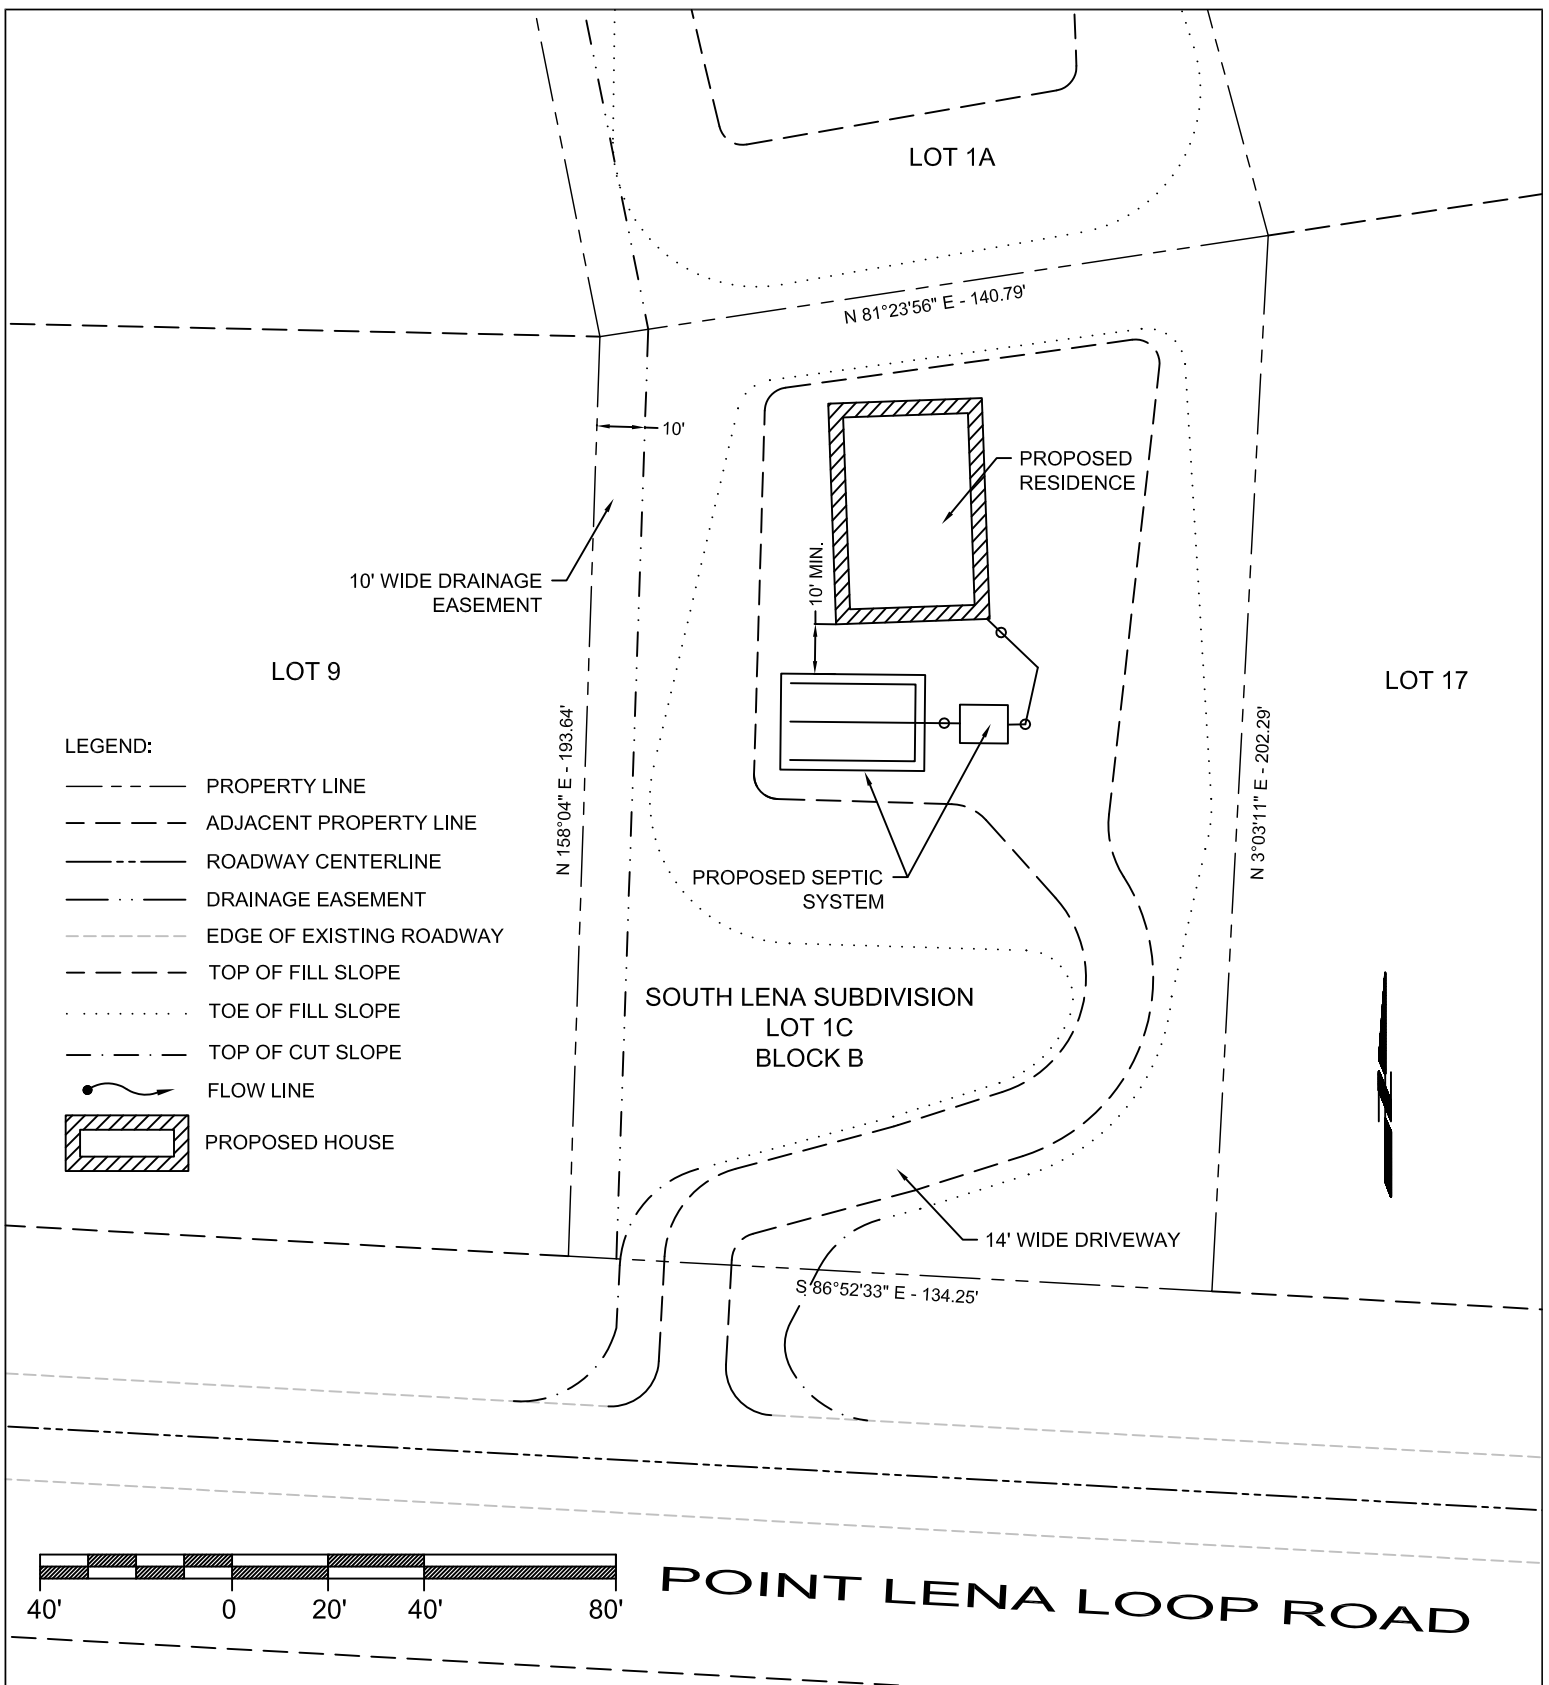 LOT 1A
N 81°23'56" E - 140.79'
10'
PROPOSED
RESIDENCE
10' WIDE DRAINAGE
EASEMENT
10' MIN.
LOT 9
LOT 17
N 158°04" E - 193.64'
N 3°03'11" E - 202.29'
LEGEND:
PROPERTY LINE
ADJACENT PROPERTY LINE
ROADWAY CENTERLINE
DRAINAGE EASEMENT
EDGE OF EXISTING ROADWAY
TOP OF FILL SLOPE
TOE OF FILL SLOPE
TOP OF CUT SLOPE
FLOW LINE
PROPOSED HOUSE
PROPOSED SEPTIC
SYSTEM
SOUTH LENA SUBDIVISION
LOT 1C
BLOCK B
N
14' WIDE DRIVEWAY
S 86°52'33" E - 134.25'
40' 0 20' 40' 80'
POINT LENA LOOP ROAD